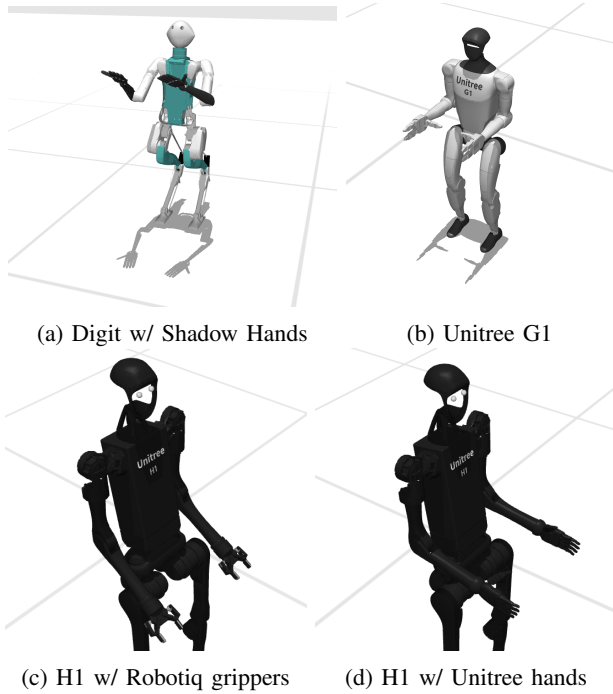 Unitree
G1
(a) Digit w/ Shadow Hands
(b) Unitree G1
Unitree
H1
Unitree
H1
(c) H1 w/ Robotiq grippers
(d) H1 w/ Unitree hands